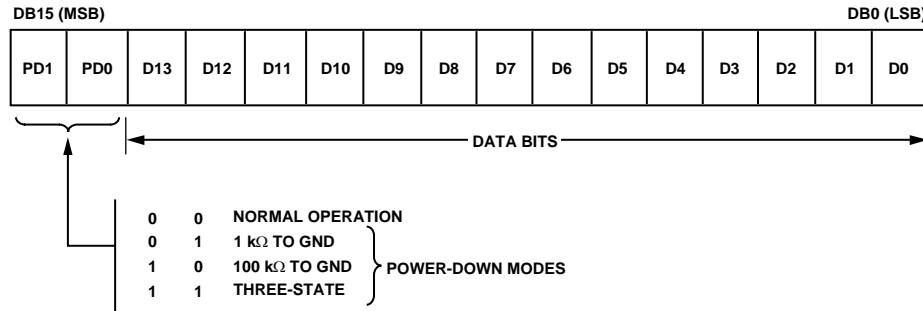 DB15 (MSB) DB0 (LSB)
PD1 PD0 D13 D12 D11 D10 D9 D8 D7 D6 D5 D4 D3 D2 D1 D0
DATA BITS
0 0 NORMAL OPERATION
0 1 1 kΩ TO GND
1 0 100 kΩ TO GND
1 1 THREE-STATE
POWER-DOWN MODES